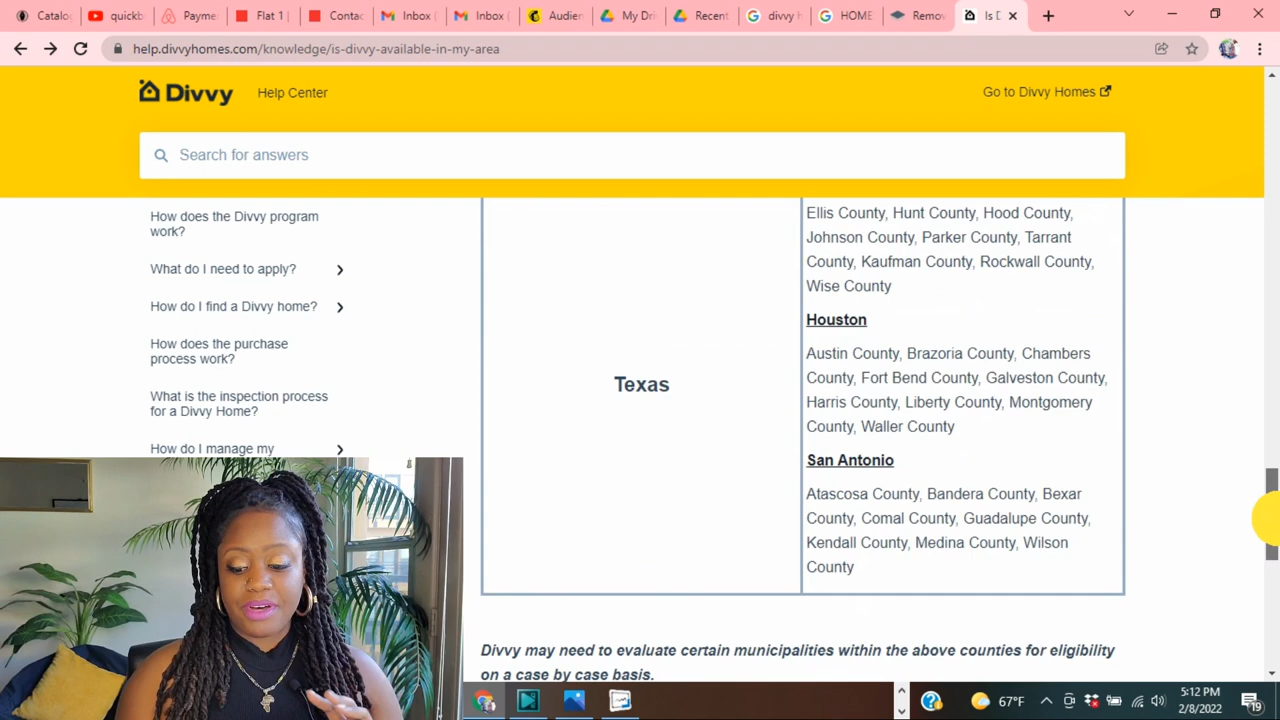 Catalog
quickb
Payme
Flat 1 |
Contac
Inbox (
Inbox (
Audien
My Dri
Recent
divvy h
HOME
Remov
Is D
help.divvyhomes.com/knowledge/is-divvy-available-in-my-area
Divvy
Help Center
Go to Divvy Homes
Search for answers
How does the Divvy program
work?
What do I need to apply?
How do I find a Divvy home?
How does the purchase
process work?
What is the inspection process
for a Divvy Home?
How do I manage my
Texas
Ellis County, Hunt County, Hood County,
Johnson County, Parker County, Tarrant
County, Kaufman County, Rockwall County,
Wise County
Houston
Austin County, Brazoria County, Chambers
County, Fort Bend County, Galveston County,
Harris County, Liberty County, Montgomery
County, Waller County
San Antonio
Atascosa County, Bandera County, Bexar
County, Comal County, Guadalupe County,
Kendall County, Medina County, Wilson
County
Divvy may need to evaluate certain municipalities within the above counties for eligibility
on a case by case basis.
67°F
5:12 PM
2/8/2022
19